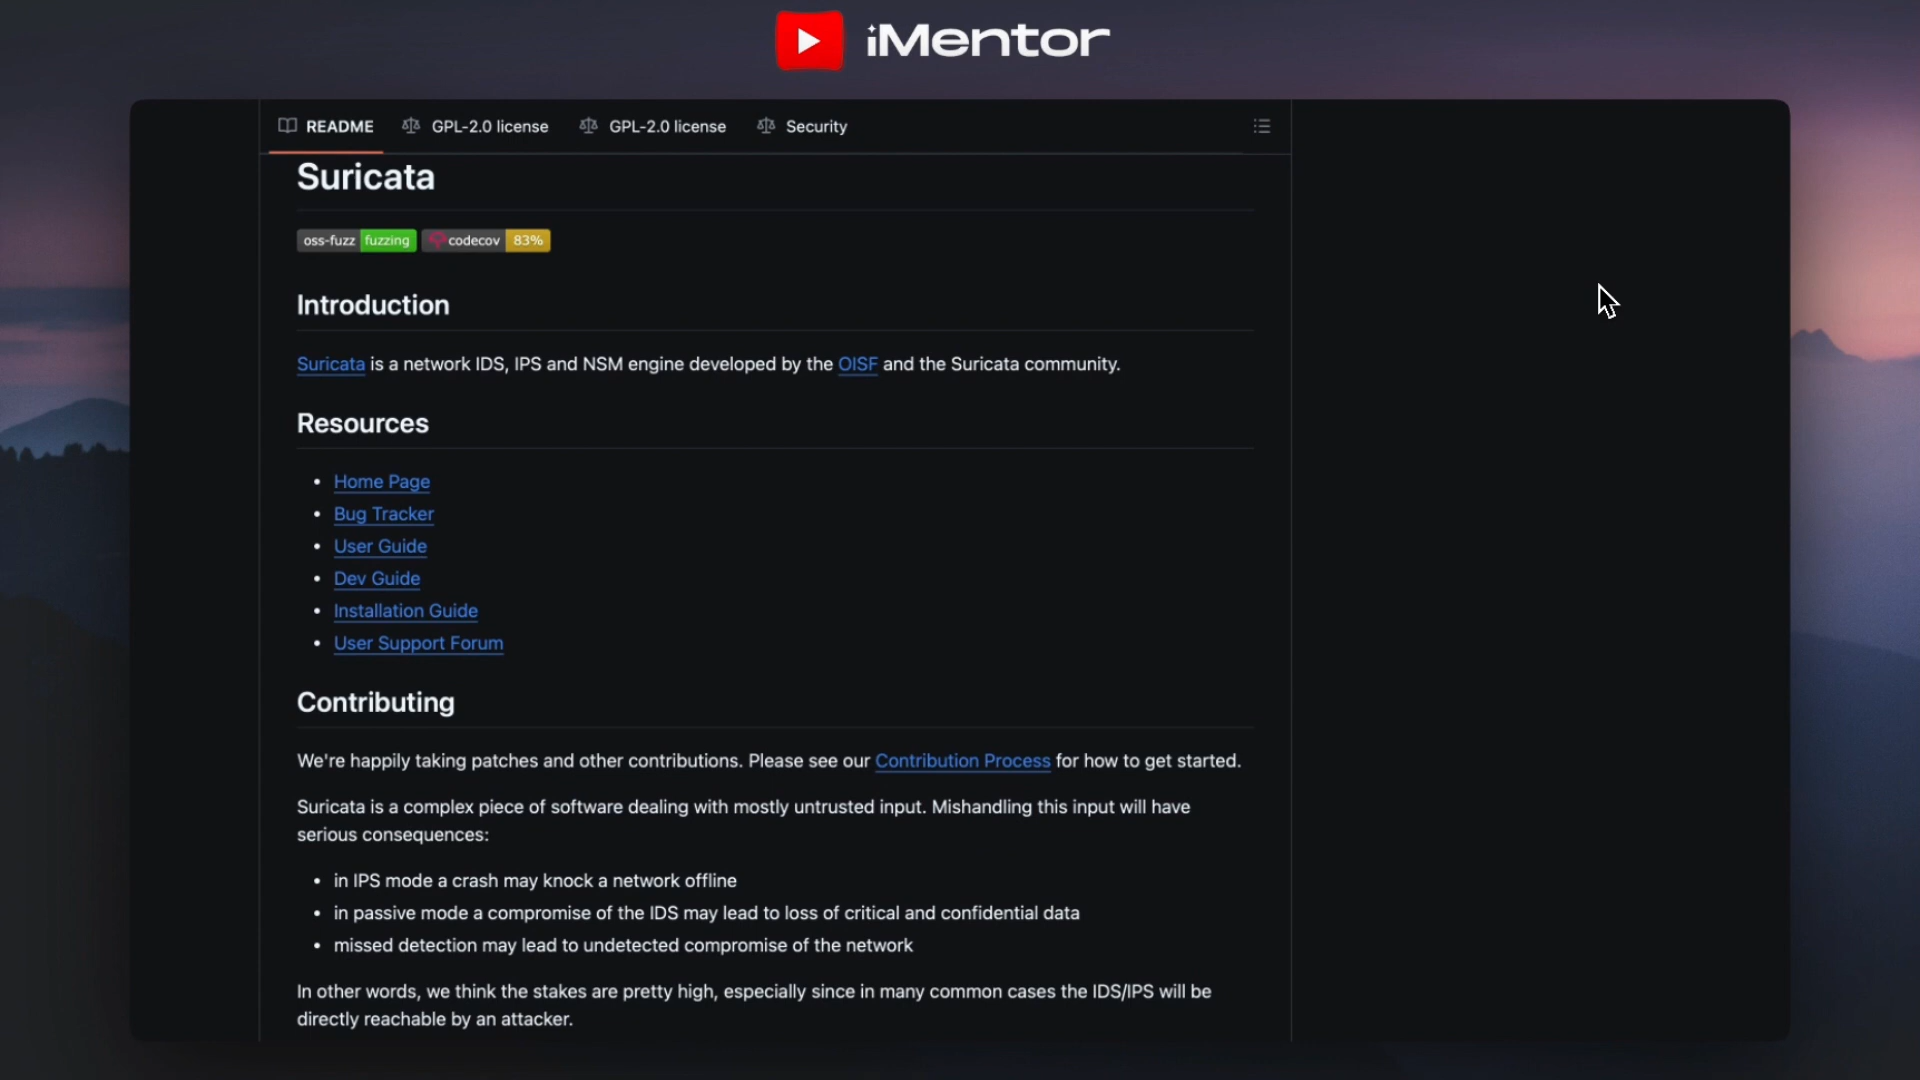 iMentor
README GPL-2.0 license GPL-2.0 license Security
Suricata
oss-fuzz fuzzing codecov 83%
Introduction
Suricata is a network IDS, IPS and NSM engine developed by the OISF and the Suricata community.
Resources
• Home Page
• Bug Tracker
• User Guide
• Dev Guide
• Installation Guide
• User Support Forum
Contributing
We're happily taking patches and other contributions. Please see our Contribution Process for how to get started.
Suricata is a complex piece of software dealing with mostly untrusted input. Mishandling this input will have
serious consequences:
• in IPS mode a crash may knock a network offline
• in passive mode a compromise of the IDS may lead to loss of critical and confidential data
• missed detection may lead to undetected compromise of the network
In other words, we think the stakes are pretty high, especially since in many common cases the IDS/IPS will be
directly reachable by an attacker.